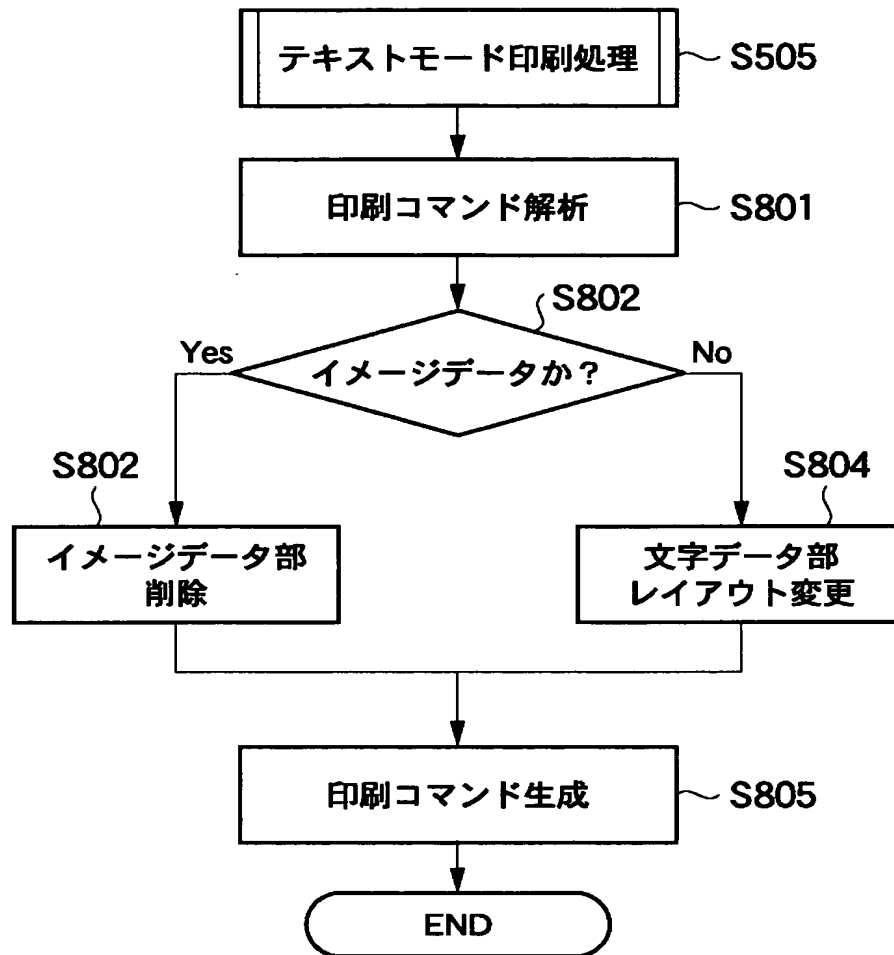 テキストモード印刷処理
S505
印刷コマンド解析
S801
S802
Yes
イメージデータか？
No
S802
S804
イメージデータ部
削除
文字データ部
レイアウト変更
印刷コマンド生成
S805
END